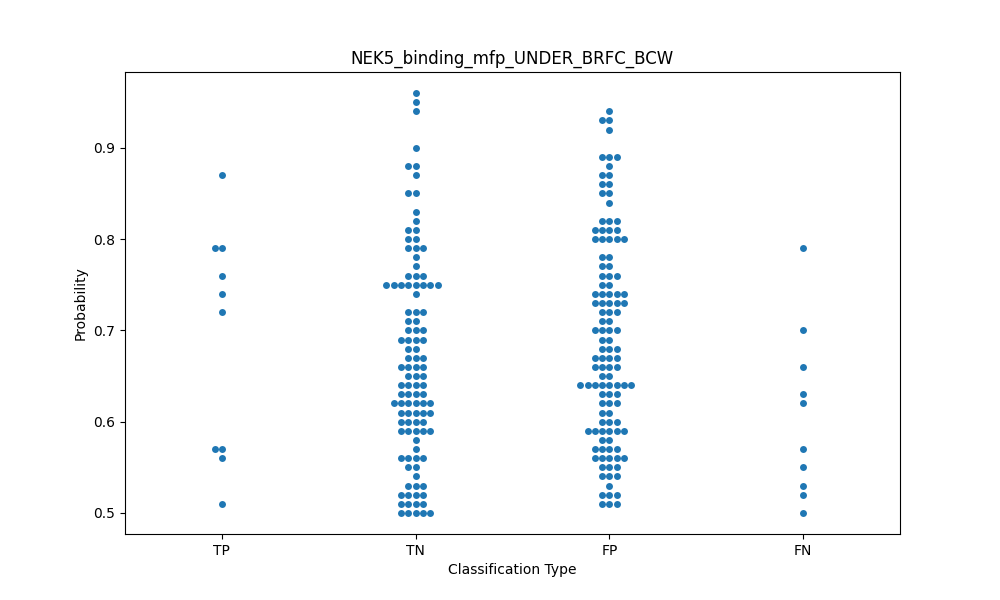 NEK5_binding_mfp_UNDER_BRFC_BCW
0.9
0.8
0.7
0.6
0.5
Probability
TP TN FP FN
Classification Type